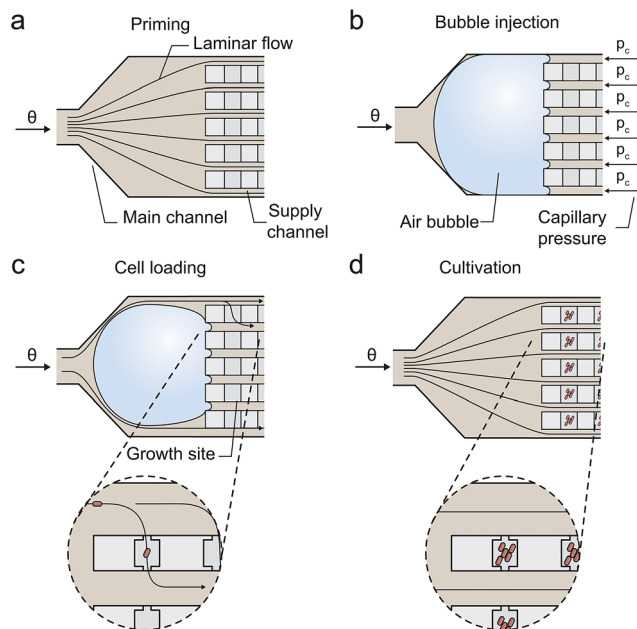 a
Priming
Laminar flow
θ
Main channel
Supply
channel
b
Bubble injection
θ
p_c
p_c
p_c
p_c
p_c
p_c
Air bubble
Capillary
pressure
c
Cell loading
θ
Growth site
d
Cultivation
θ